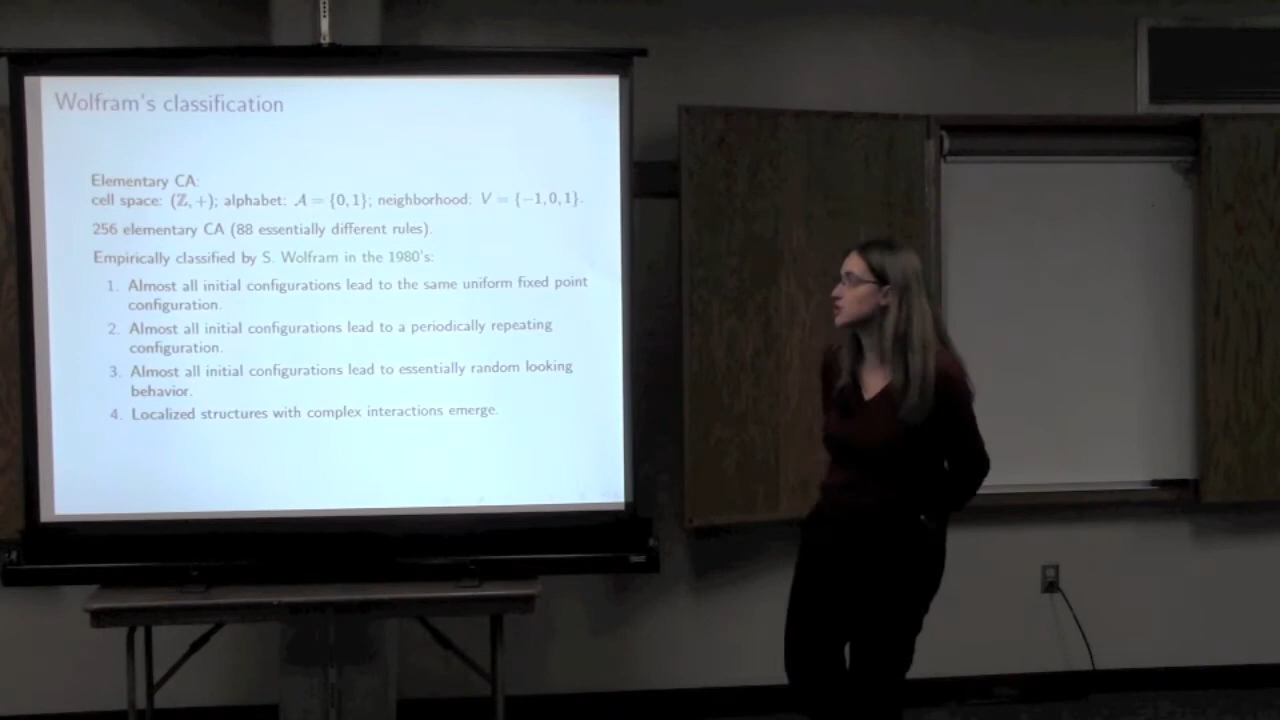 Wolfram's classification
Elementary CA:
cell space: (ℤ, +); alphabet: 𝒜 = {0, 1}; neighborhood: V = {−1, 0, 1}.
256 elementary CA (88 essentially different rules).
Empirically classified by S. Wolfram in the 1980's:
1. Almost all initial configurations lead to the same uniform fixed point
configuration.
2. Almost all initial configurations lead to a periodically repeating
configuration.
3. Almost all initial configurations lead to essentially random looking
behavior.
4. Localized structures with complex interactions emerge.